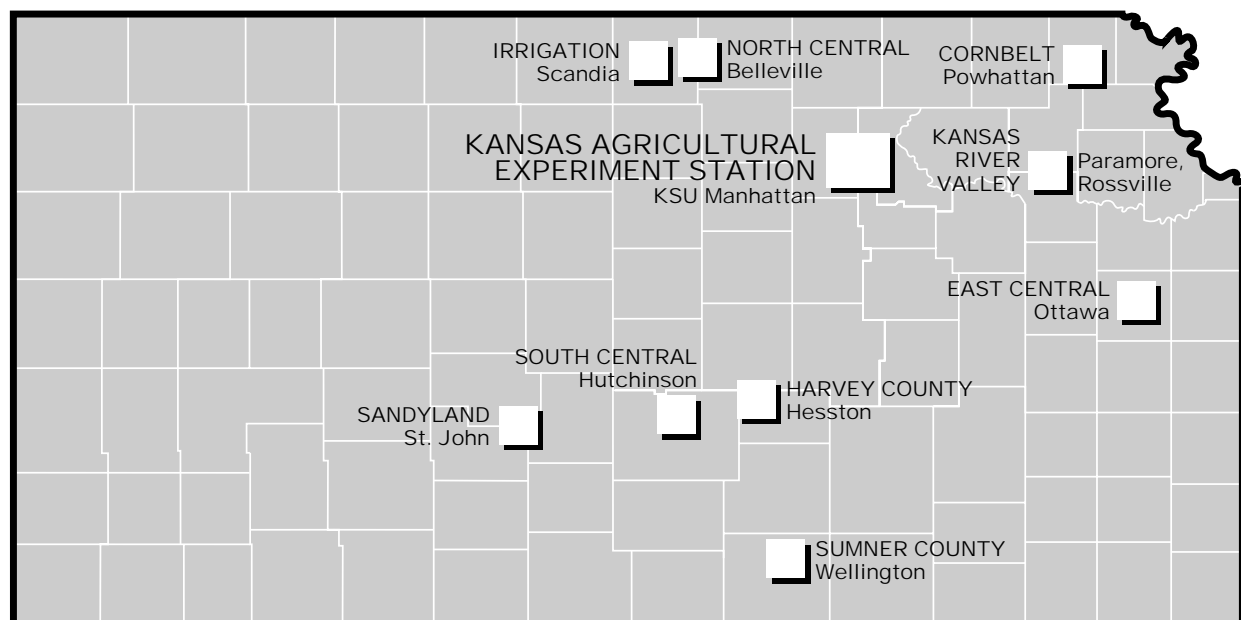 IRRIGATION
Scandia
NORTH CENTRAL
Belleville
CORNBELT
Powhattan
KANSAS AGRICULTURAL
EXPERIMENT STATION
KSU Manhattan
KANSAS
RIVER
VALLEY
Paramore,
Rossville
EAST CENTRAL
Ottawa
SOUTH CENTRAL
Hutchinson
HARVEY COUNTY
Hesston
SANDYLAND
St. John
SUMNER COUNTY
Wellington